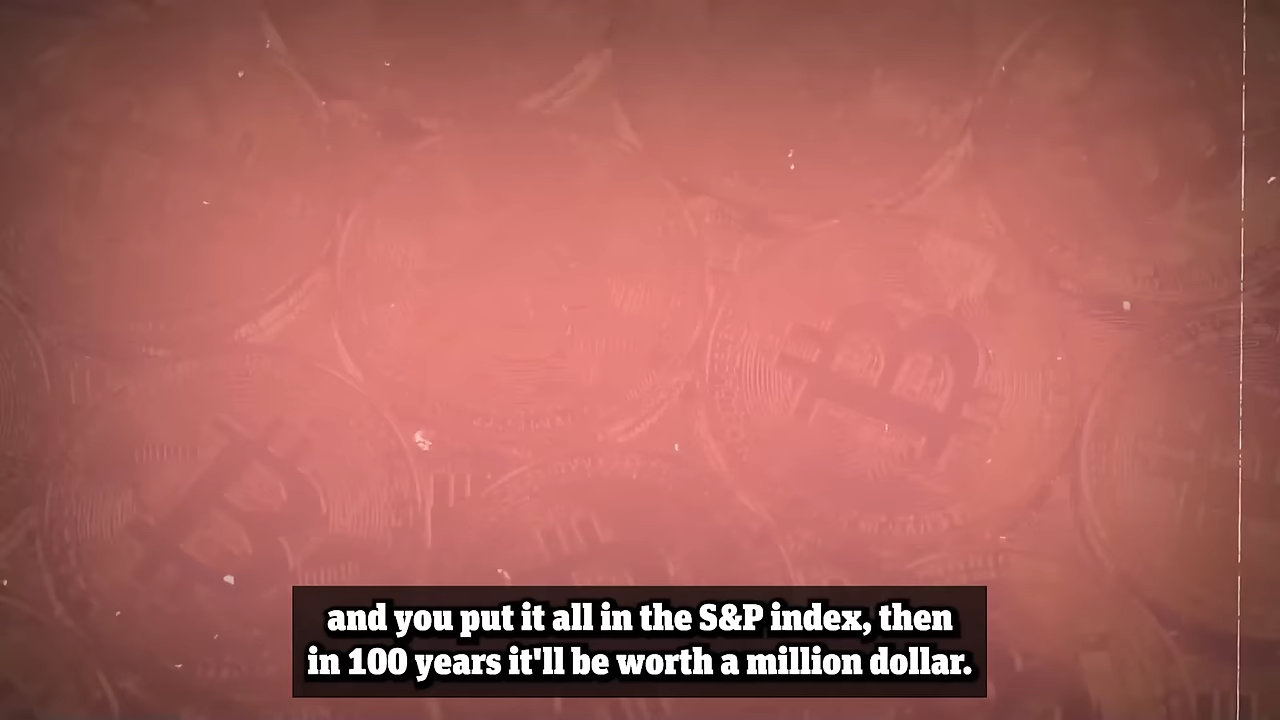 and you put it all in the S&P index, then
in 100 years it'll be worth a million dollar.